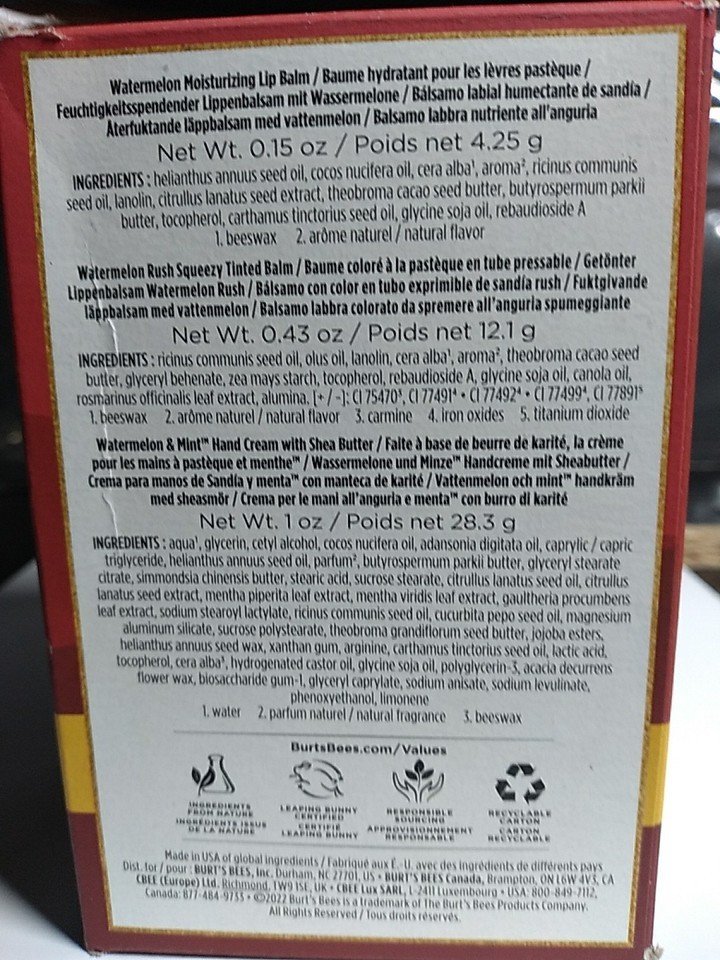 Watermelon Moisturizing Lip Balm / Baume hydratant pour les lèvres pastèque /
Feuchtigkeitsspendender Lippenbalsam mit Wassermelone / Bálsamo labial humectante de sandía /
Återfuktande läppbalsam med vattenmelon / Balsamo labbra nutriente all'anguria
Net Wt. 0.15 oz / Poids net 4.25 g
INGREDIENTS : helianthus annuus seed oil, cocos nucifera oil, cera alba¹, aroma², ricinus communis
seed oil, lanolin, citrullus lanatus seed extract, theobroma cacao seed butter, butyrospermum parkii
butter, tocopherol, carthamus tinctorius seed oil, glycine soja oil, rebaudioside A
1. beeswax 2. arôme naturel / natural flavor
Watermelon Rush Squeezy Tinted Balm / Baume coloré à la pastèque en tube pressable / Getönter
Lippenbalsam Watermelon Rush / Bálsamo con color en tubo exprimible de sandía rush / Fuktgivande
läppbalsam med vattenmelon / Balsamo labbra colorato da spremere all'anguria spumeggiante
Net Wt. 0.43 oz / Poids net 12.1 g
INGREDIENTS : ricinus communis seed oil, olus oil, lanolin, cera alba¹, aroma², theobroma cacao seed
butter, glyceryl behenate, zea mays starch, tocopherol, rebaudioside A, glycine soja oil, canola oil,
rosmarinus officinalis leaf extract, alumina. [+ / -]: CI 75470³, CI 77491⁴ • CI 77492⁴ • CI 77499⁴, CI 77891⁵
1. beeswax 2. arôme naturel / natural flavor 3. carmine 4. iron oxides 5. titanium dioxide
Watermelon & Mint™ Hand Cream with Shea Butter / Faite à base de beurre de karité, la crème
pour les mains à pastèque et menthe™ / Wassermelone und Minze™ Handcreme mit Sheabutter /
Crema para manos de Sandía y menta™ con manteca de karité / Vattenmelon och mint™ handkräm
med sheasmör / Crema per le mani all'anguria e menta™ con burro di karité
Net Wt. 1 oz / Poids net 28.3 g
INGREDIENTS : aqua¹, glycerin, cetyl alcohol, cocos nucifera oil, adansonia digitata oil, caprylic / capric
triglyceride, helianthus annuus seed oil, parfum², butyrospermum parkii butter, glyceryl stearate
citrate, simmondsia chinensis butter, stearic acid, sucrose stearate, citrullus lanatus seed oil, citrullus
lanatus seed extract, mentha piperita leaf extract, mentha viridis leaf extract, gaultheria procumbens
leaf extract, sodium stearoyl lactylate, ricinus communis seed oil, cucurbita pepo seed oil, magnesium
aluminum silicate, sucrose polystearate, theobroma grandiflorum seed butter, jojoba esters,
helianthus annuus seed wax, xanthan gum, arginine, carthamus tinctorius seed oil, lactic acid,
tocopherol, cera alba³, hydrogenated castor oil, glycine soja oil, polyglycerin-3, acacia decurrens
flower wax, biosaccharide gum-1, glyceryl caprylate, sodium anisate, sodium levulinate,
phenoxyethanol, limonene
1. water 2. parfum naturel / natural fragrance 3. beeswax
BurtsBees.com/Values
INGREDIENTS
FROM NATURE
INGRÉDIENTS ISSUS
DE LA NATURE
LEAPING BUNNY
CERTIFIED
CERTIFIÉ
LEAPING BUNNY
RESPONSIBLE
SOURCING
APPROVISIONNEMENT
RESPONSABLE
RECYCLABLE
CARTON
CARTON
RECYCLABLE
Made in USA of global ingredients / Fabriqué aux É.-U. avec des ingrédients de différents pays
Dist. for / pour : BURT'S BEES, Inc. Durham, NC 27701, US • BURT'S BEES Canada, Brampton, ON L6W 4V3, CA
CBEE (Europe) Ltd. Richmond, TW9 1SE, UK • CBEE Lux SARL, L-2411 Luxembourg • USA: 800-849-7112,
Canada: 877-484-9733 • ©2022 Burt's Bees is a trademark of The Burt's Bees Products Company.
All Rights Reserved / Tous droits réservés.